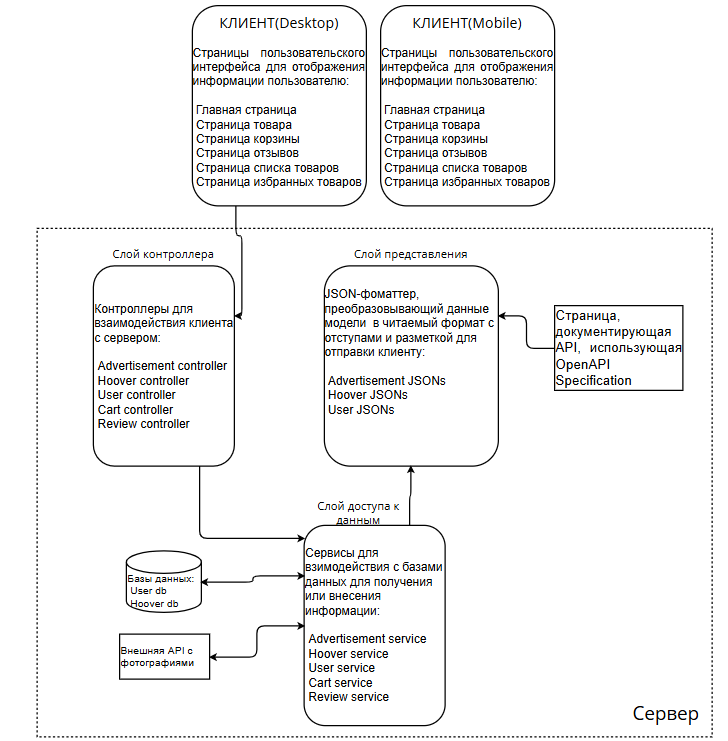 КЛИЕНТ(Desktop)
Страницы пользовательского
интерфейса для отображения
информации пользователю:
Главная страница
Страница товара
Страница корзины
Страница отзывов
Страница списка товаров
Страница избранных товаров
КЛИЕНТ(Mobile)
Страницы пользовательского
интерфейса для отображения
информации пользователю:
Главная страница
Страница товара
Страница корзины
Страница отзывов
Страница списка товаров
Страница избранных товаров
Слой контроллера
Контроллеры для
взаимодействия клиента
с сервером:
Advertisement controller
Hoover controller
User controller
Cart controller
Review controller
Слой представления
JSON-фоматтер,
преобразовывающий данные
модели в читаемый формат с
отступами и разметкой для
отправки клиенту:
Advertisement JSONs
Hoover JSONs
User JSONs
Страница,
документирующая
API, использующая
OpenAPI
Specification
Слой доступа к
данным
Сервисы для
взимодействия с базами
данных для получения
или внесения
информации:
Advertisement service
Hoover service
User service
Cart service
Review service
Базы данных:
User db
Hoover db
Внешняя API с
фотографиями
Сервер